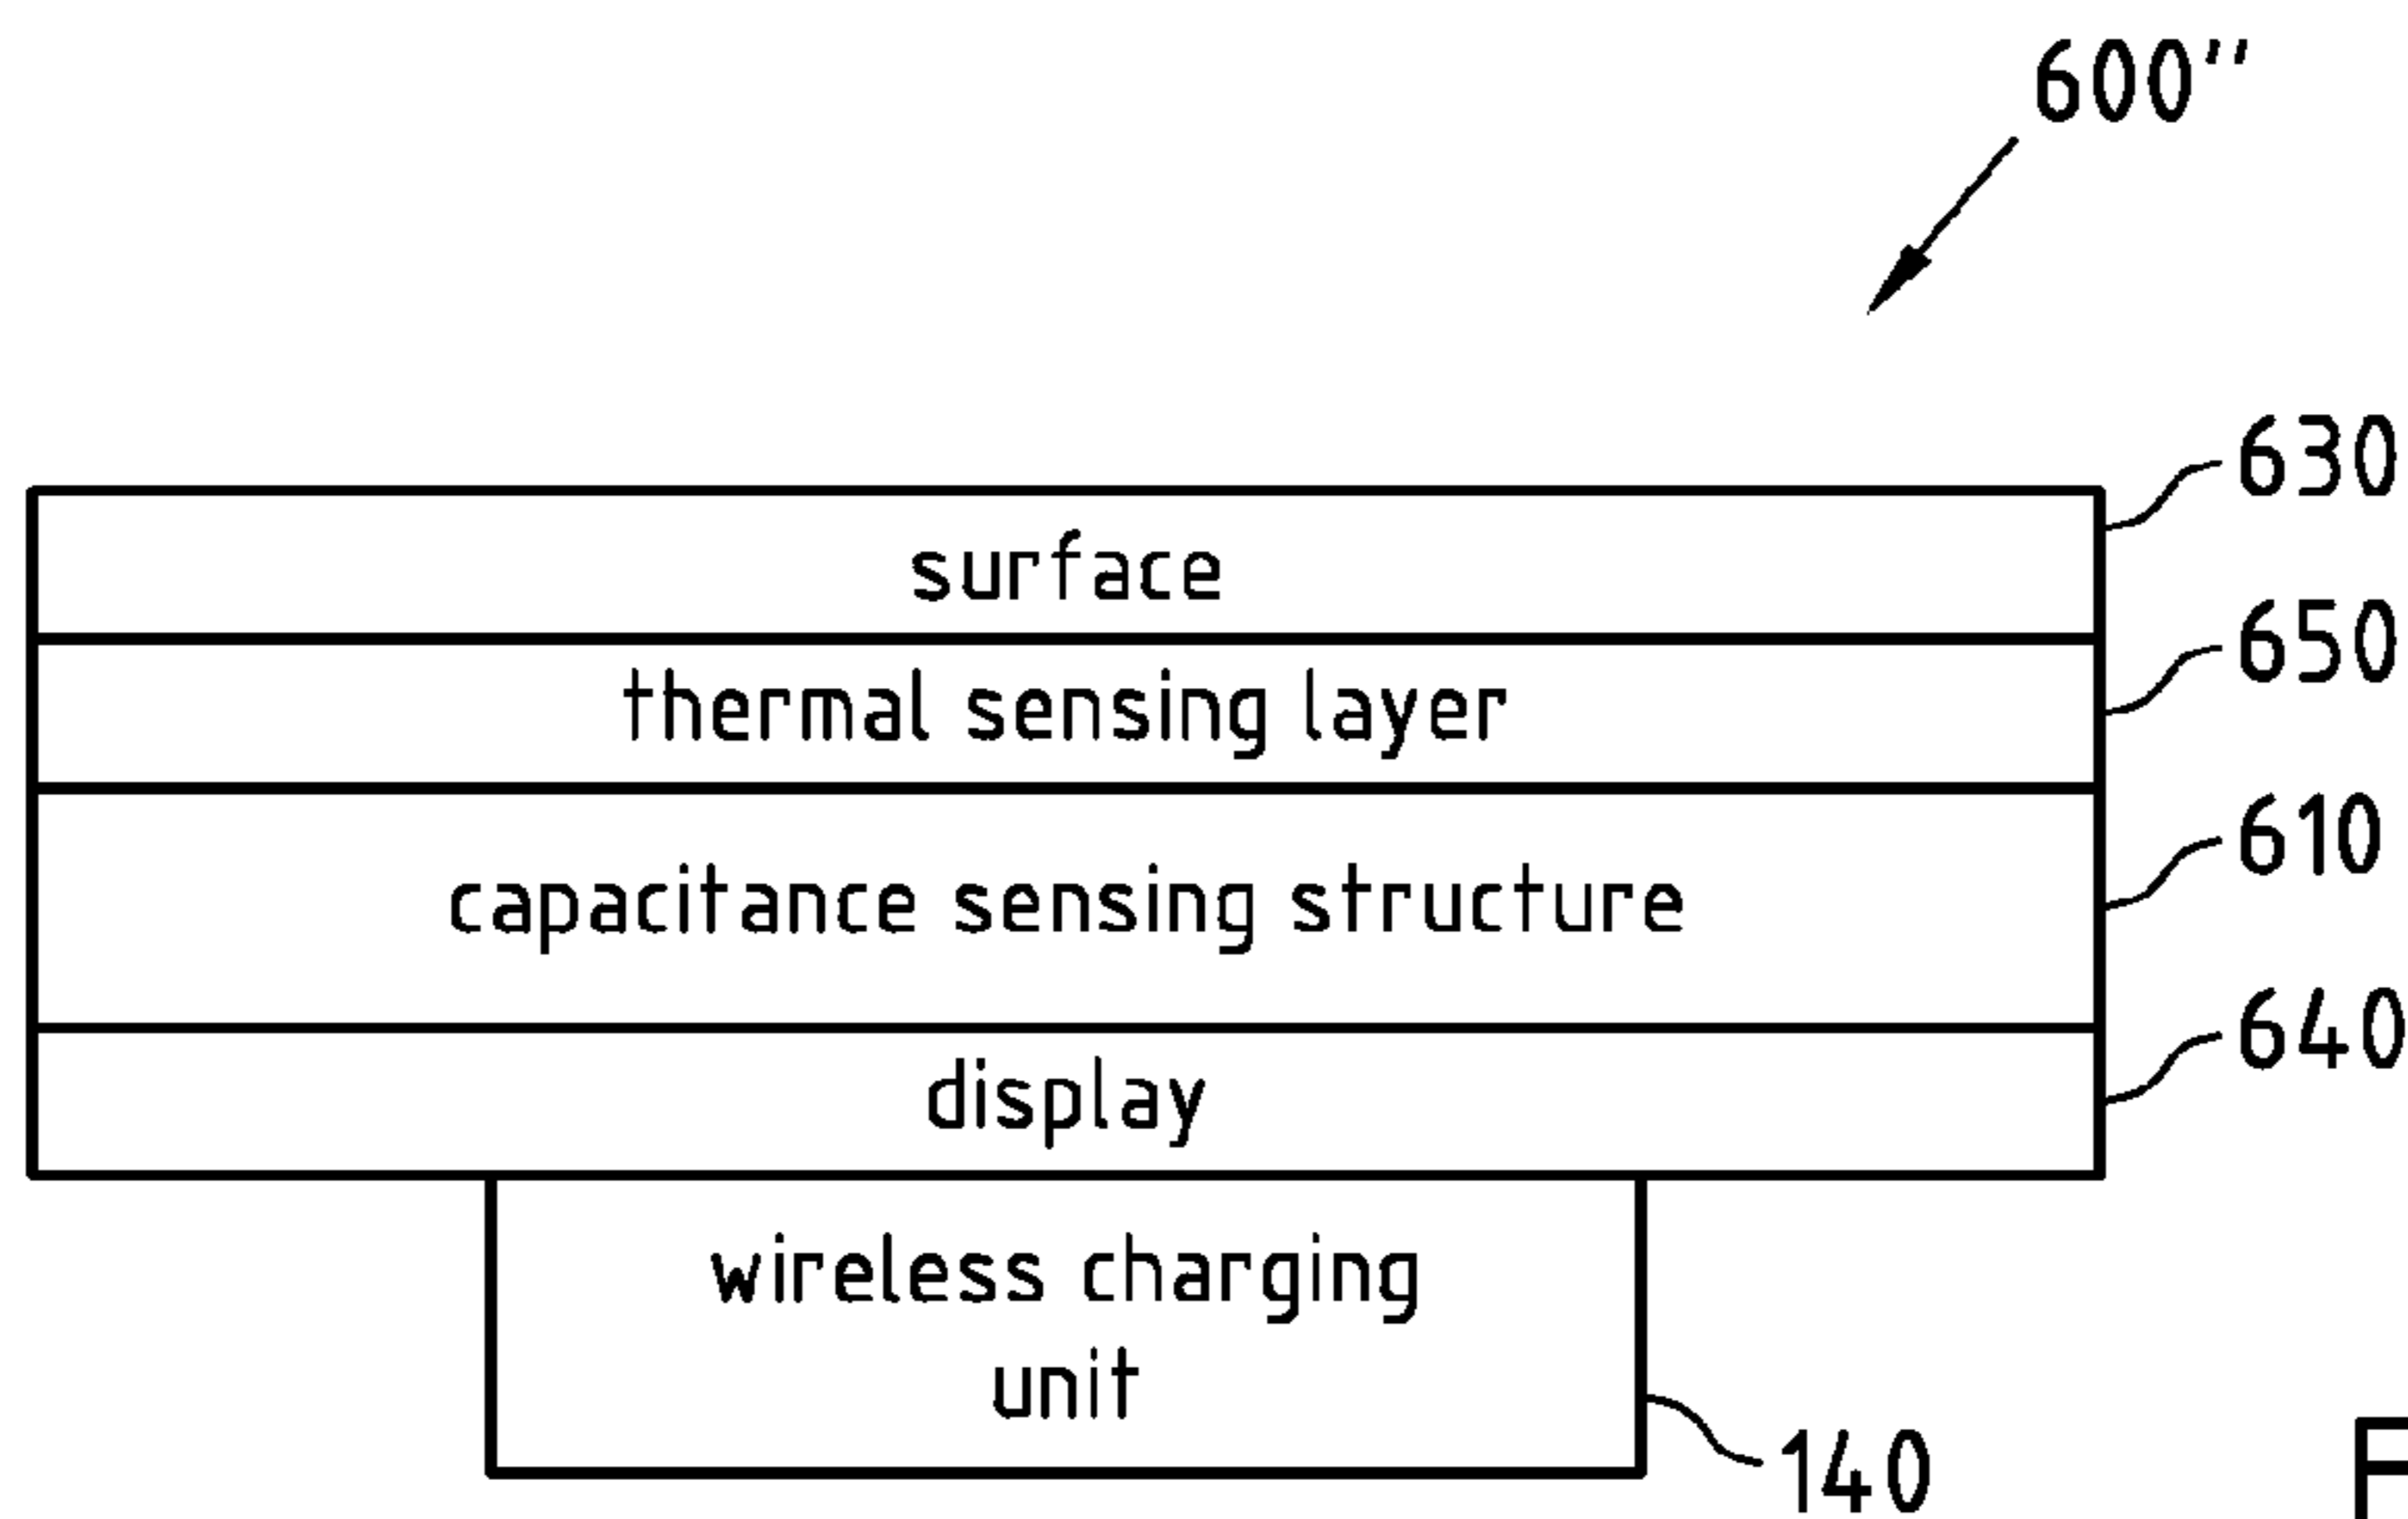 600"
630
surface
650
thermal sensing layer
610
capacitance sensing structure
640
display
wireless charging
unit
140
F